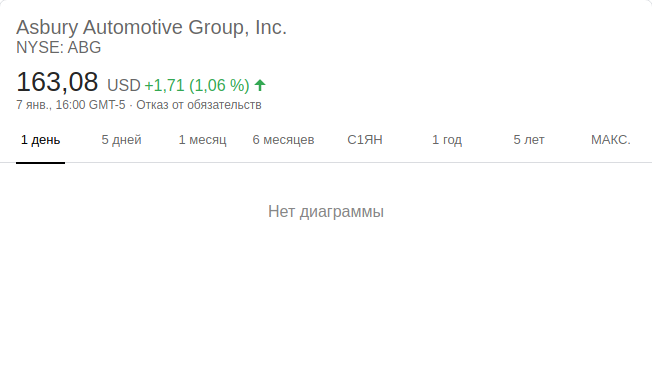 Asbury Automotive Group, Inc.
NYSE: ABG
163,08 USD +1,71 (1,06 %)
7 янв., 16:00 GMT-5 · Отказ от обязательств
1 день 5 дней 1 месяц 6 месяцев С1ЯН 1 год 5 лет МАКС.
Нет диаграммы